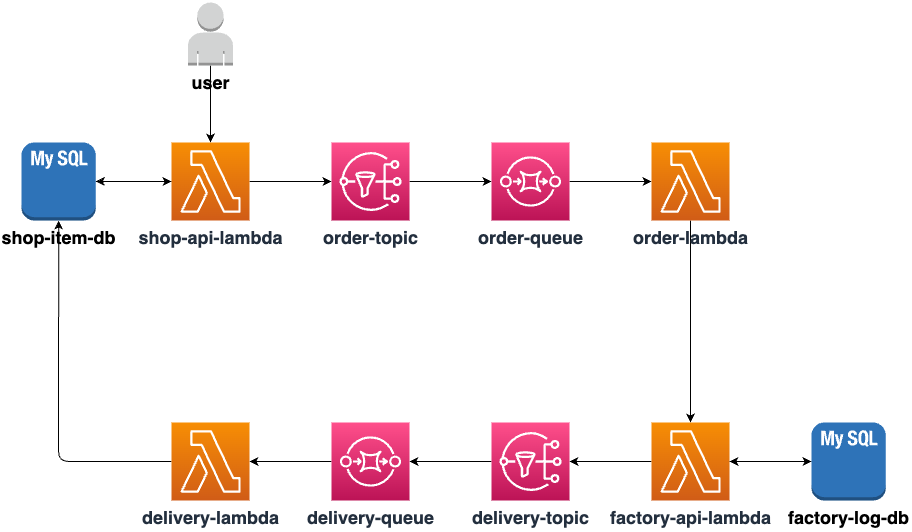 user
My SQL
shop-item-db
shop-api-lambda
order-topic
order-queue
order-lambda
delivery-lambda
delivery-queue
delivery-topic
factory-api-lambda
My SQL
factory-log-db